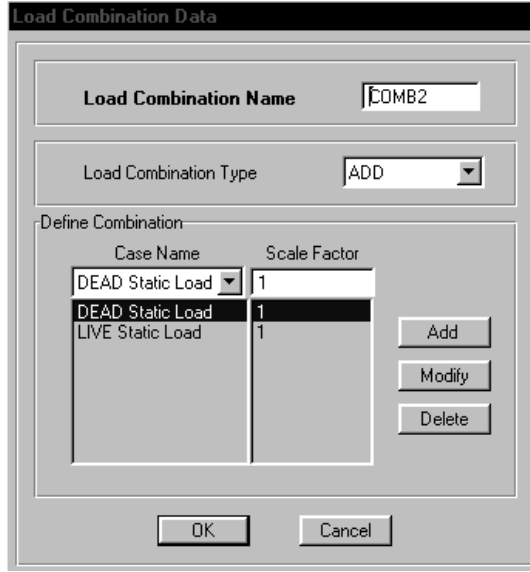 Load Combination Data
Load Combination Name COMB2
Load Combination Type ADD
Define Combination
Case Name Scale Factor
DEAD Static Load 1
DEAD Static Load 1
LIVE Static Load 1
Add
Modify
Delete
OK Cancel